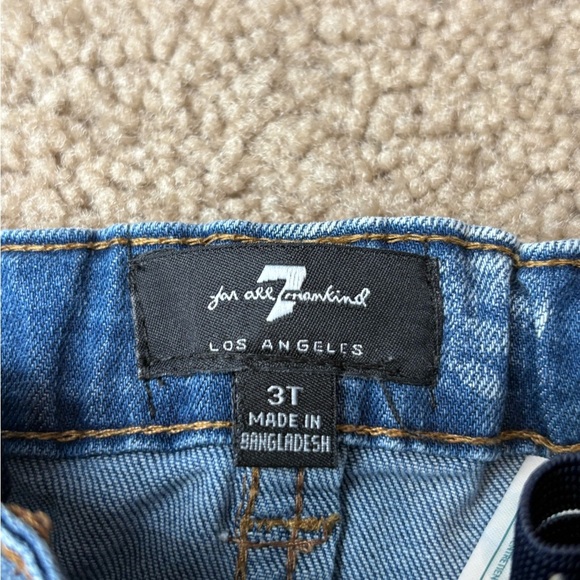 7
for all mankind
LOS ANGELES
3T
MADE IN
BANGLADESH